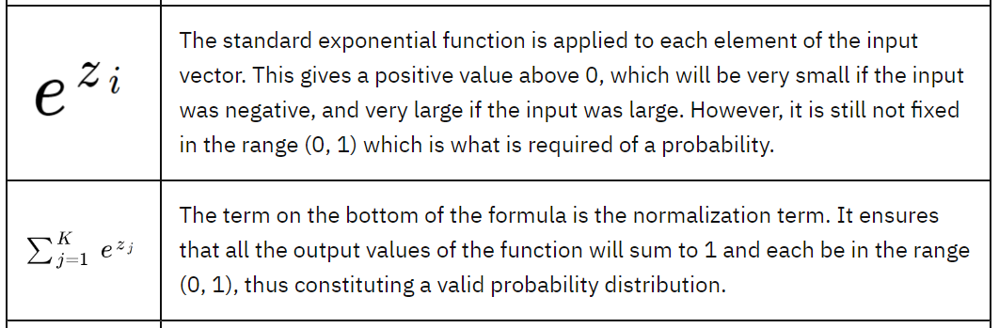 e^{z_i}
The standard exponential function is applied to each element of the input
vector. This gives a positive value above 0, which will be very small if the input
was negative, and very large if the input was large. However, it is still not fixed
in the range (0, 1) which is what is required of a probability.
\sum_{j=1}^{K} e^{z_j}
The term on the bottom of the formula is the normalization term. It ensures
that all the output values of the function will sum to 1 and each be in the range
(0, 1), thus constituting a valid probability distribution.